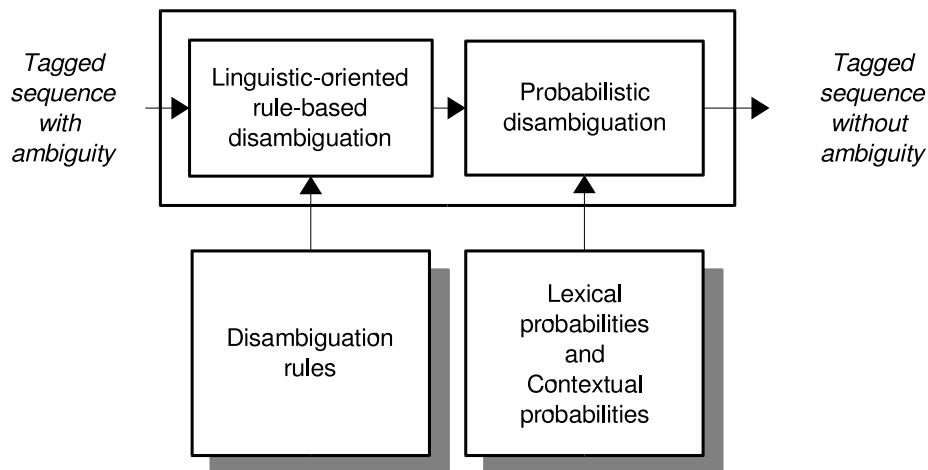 Tagged
sequence
with
ambiguity
Linguistic-oriented
rule-based
disambiguation
Probabilistic
disambiguation
Tagged
sequence
without
ambiguity
Disambiguation
rules
Lexical
probabilities
and
Contextual
probabilities